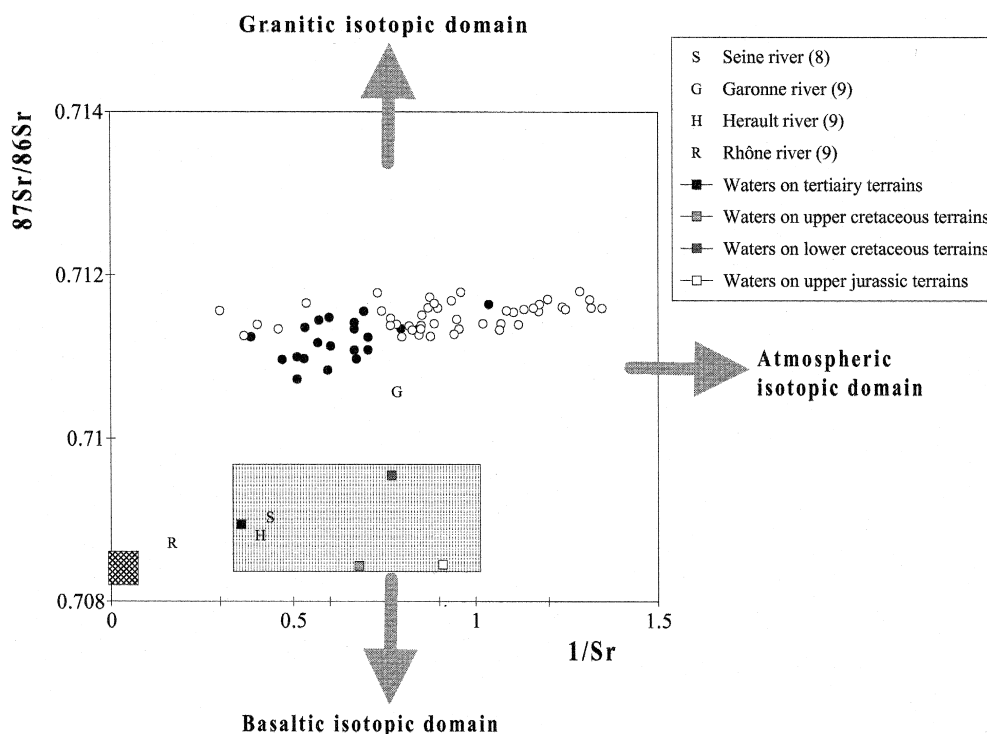 Granitic isotopic domain
S Seine river (8)
G Garonne river (9)
H Herault river (9)
R Rhône river (9)
Waters on tertiairy terrains
Waters on upper cretaceous terrains
Waters on lower cretaceous terrains
Waters on upper jurassic terrains
87Sr/86Sr
0.714
0.712
0.71
0.708
G
S
H
R
Atmospheric
isotopic domain
0
0.5
1
1.5
1/Sr
Basaltic isotopic domain